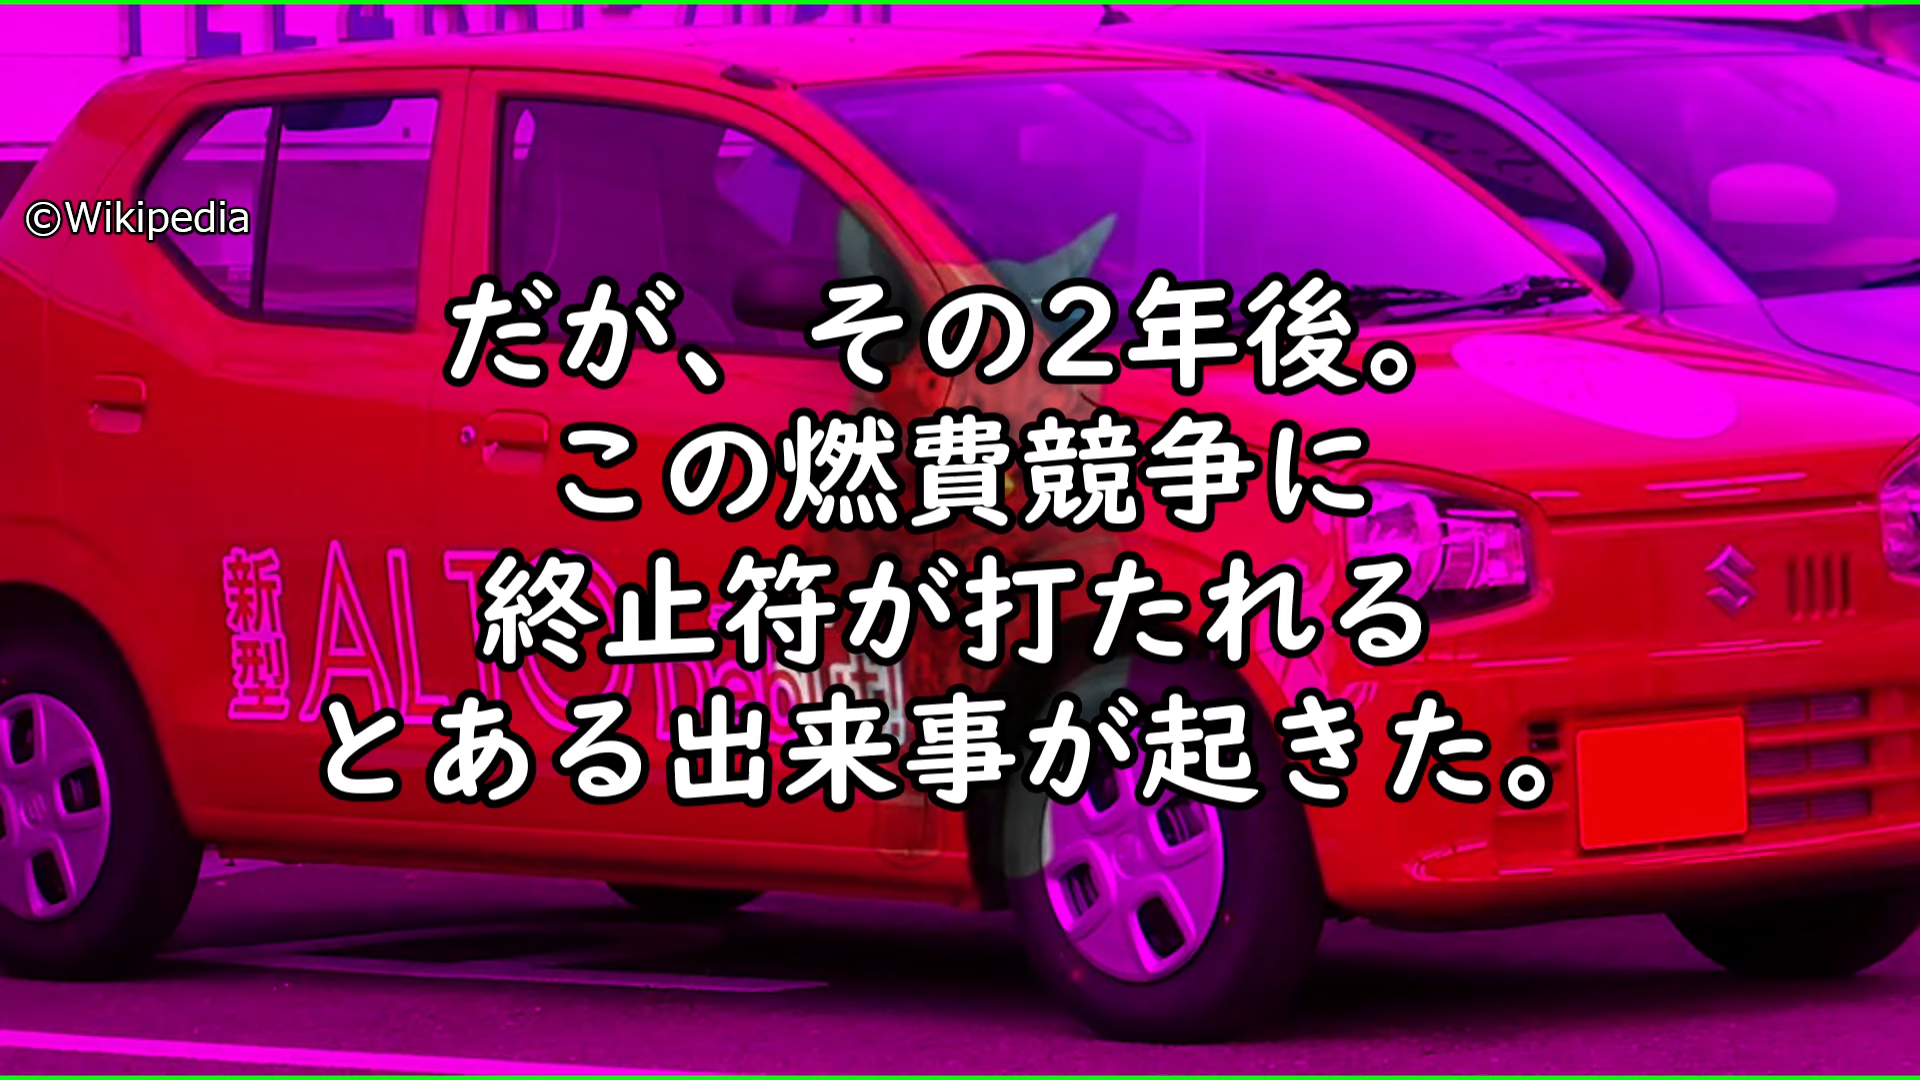 ©Wikipedia
だが、その2年後。
この燃費競争に
終止符が打たれる
とある出来事が起きた。
新型 ALTO Debut!